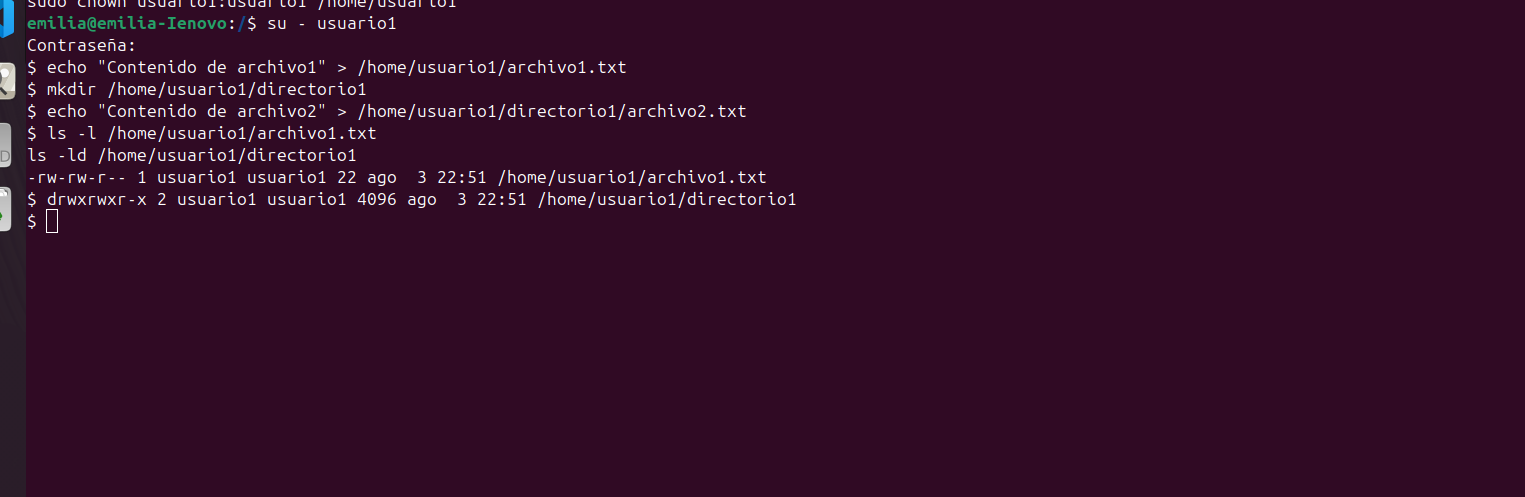 sudo chown usuario1:usuario1 /home/usuario1
emilia@emilia-Ienovo:/$ su - usuario1
Contraseña:
$ echo "Contenido de archivo1" > /home/usuario1/archivo1.txt
$ mkdir /home/usuario1/directorio1
$ echo "Contenido de archivo2" > /home/usuario1/directorio1/archivo2.txt
$ ls -l /home/usuario1/archivo1.txt
ls -ld /home/usuario1/directorio1
-rw-rw-r-- 1 usuario1 usuario1 22 ago  3 22:51 /home/usuario1/archivo1.txt
$ drwxrwxr-x 2 usuario1 usuario1 4096 ago  3 22:51 /home/usuario1/directorio1
$